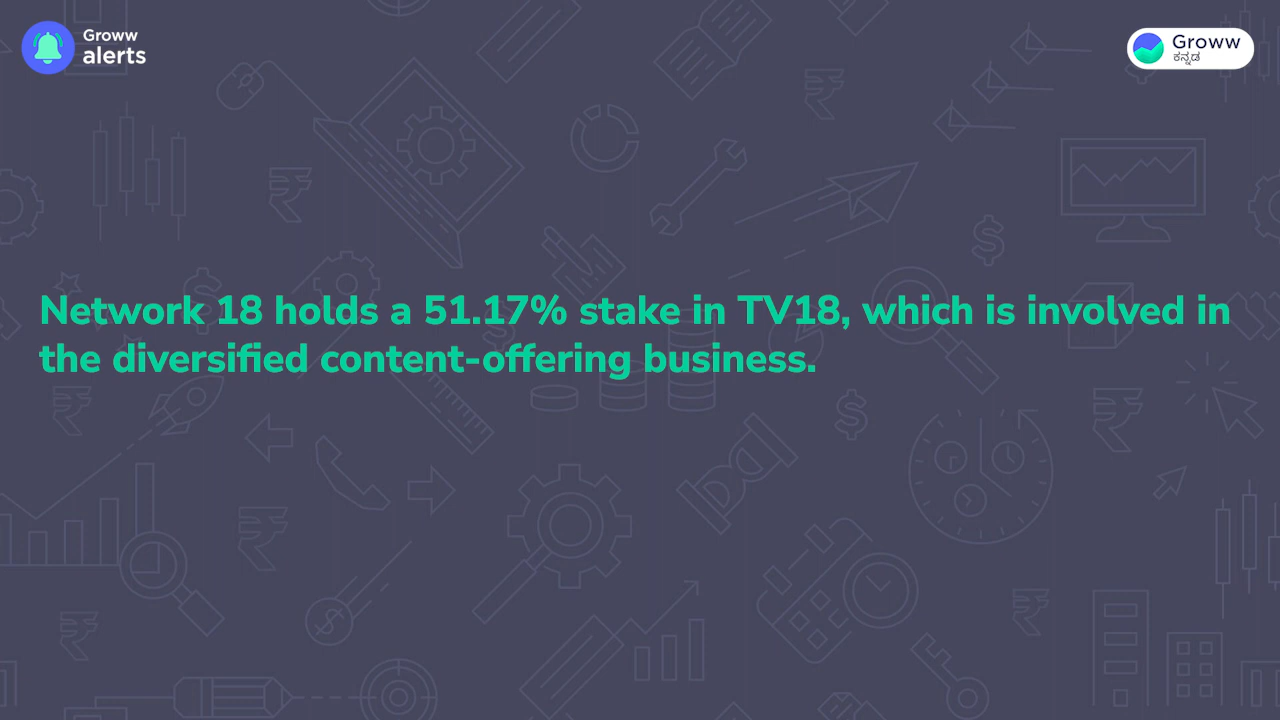 Groww
alerts
Groww
ಕನ್ನಡ
Network 18 holds a 51.17% stake in TV18, which is involved in
the diversified content-offering business.